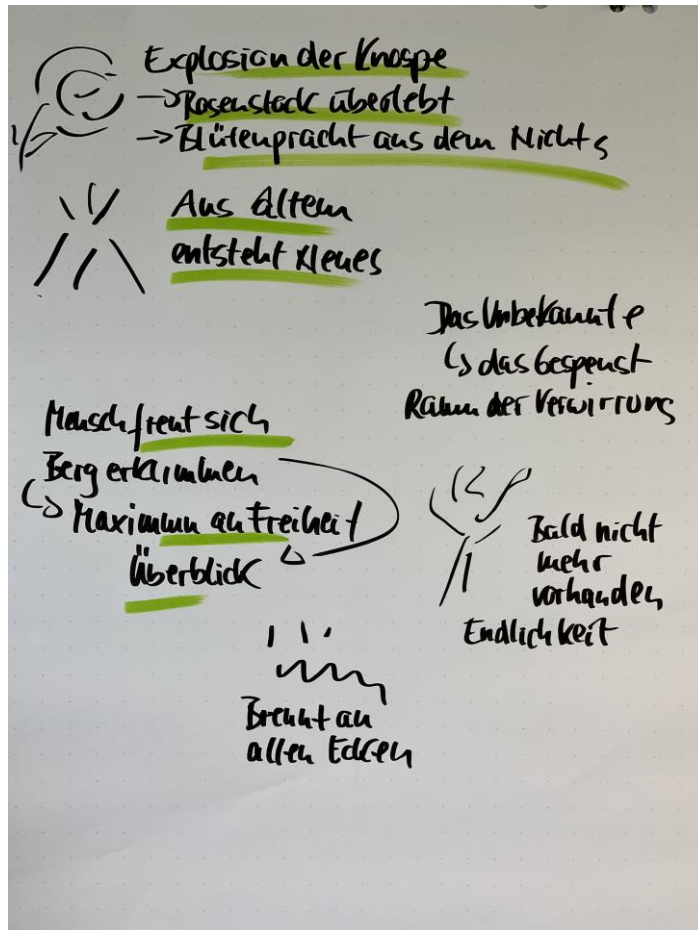 Explosion der Knospe
→ Rosenstock überlebt
→ Blütenpracht aus dem Nichts
Aus Altem
entsteht Neues
Das Unbekannte
↳ das Gespenst
Raum der Verwirrung
Mensch freut sich
Berg erklimmen
↳ Maximum an Freiheit
Überblick
Bald nicht
mehr
vorhanden
Endlichkeit
Brennt an
allen Ecken